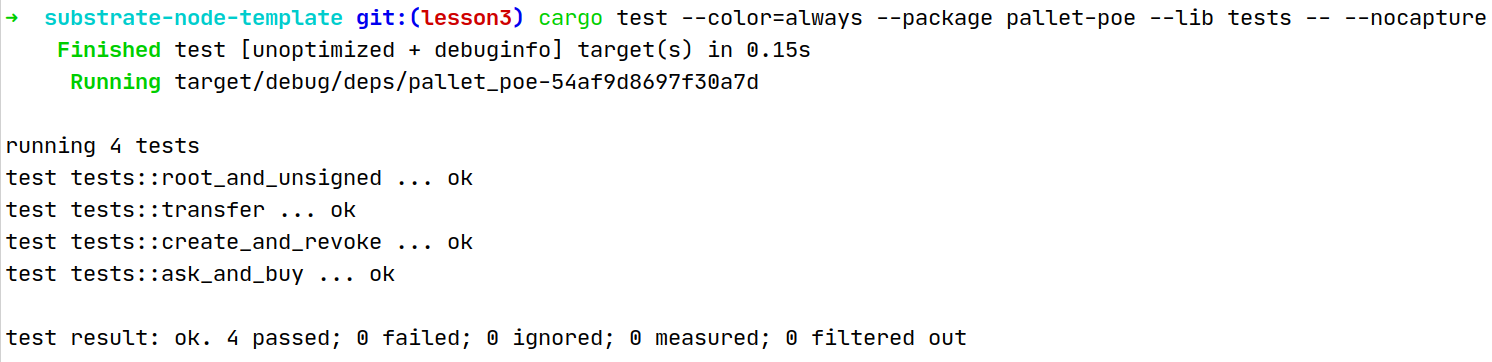 → substrate-node-template git:(lesson3) cargo test --color=always --package pallet-poe --lib tests -- --nocapture
Finished test [unoptimized + debuginfo] target(s) in 0.15s
Running target/debug/deps/pallet_poe-54af9d8697f30a7d
running 4 tests
test tests::root_and_unsigned ... ok
test tests::transfer ... ok
test tests::create_and_revoke ... ok
test tests::ask_and_buy ... ok
test result: ok. 4 passed; 0 failed; 0 ignored; 0 measured; 0 filtered out